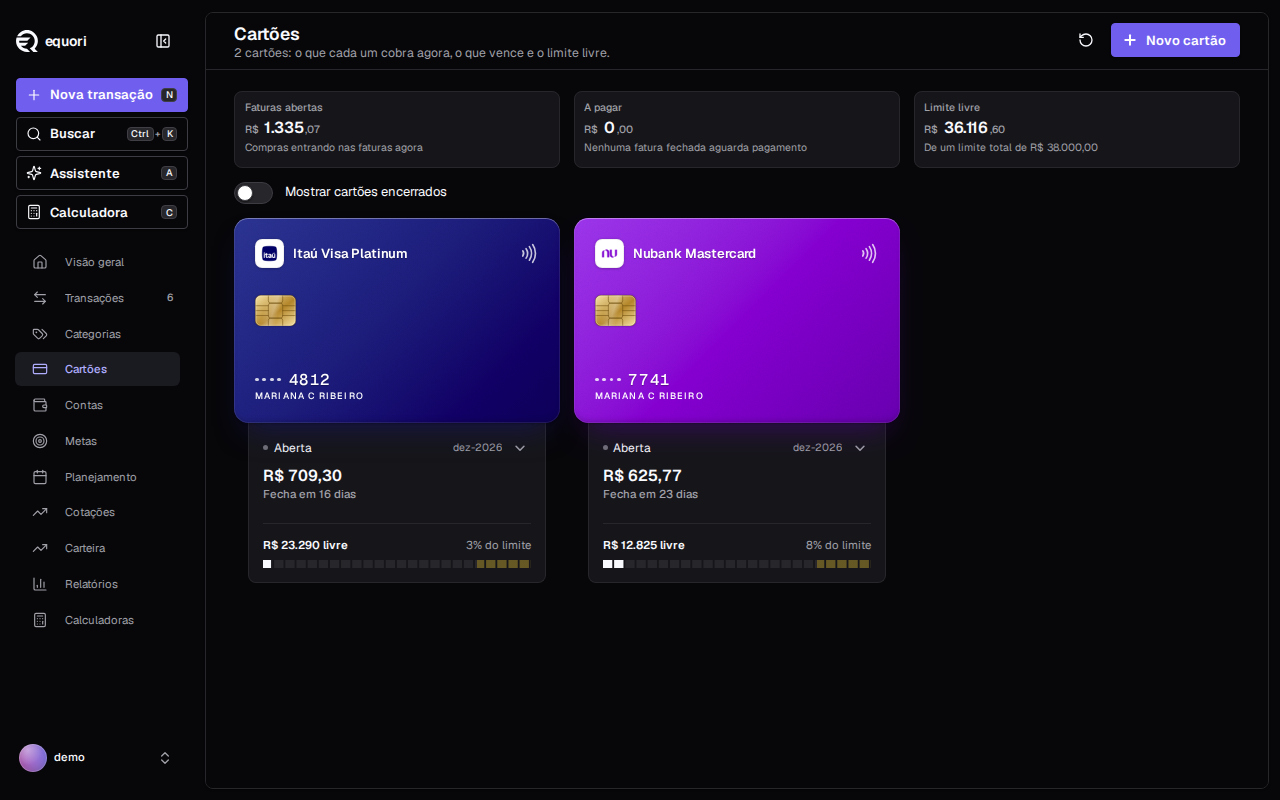 equori
Nova transação N
Buscar Ctrl + K
Assistente A
Calculadora C
Visão geral
Transações 6
Categorias
Cartões
Contas
Metas
Planejamento
Cotações
Carteira
Relatórios
Calculadoras
demo
Cartões
2 cartões: o que cada um cobra agora, o que vence e o limite livre.
Novo cartão
Faturas abertas
R$ 1.335,07
Compras entrando nas faturas agora
A pagar
R$ 0,00
Nenhuma fatura fechada aguarda pagamento
Limite livre
R$ 36.116,60
De um limite total de R$ 38.000,00
Mostrar cartões encerrados
Itaú Itaú Visa Platinum
•••• 4812
MARIANA C RIBEIRO
Aberta dez-2026
R$ 709,30
Fecha em 16 dias
R$ 23.290 livre 3% do limite
nu Nubank Mastercard
•••• 7741
MARIANA C RIBEIRO
Aberta dez-2026
R$ 625,77
Fecha em 23 dias
R$ 12.825 livre 8% do limite